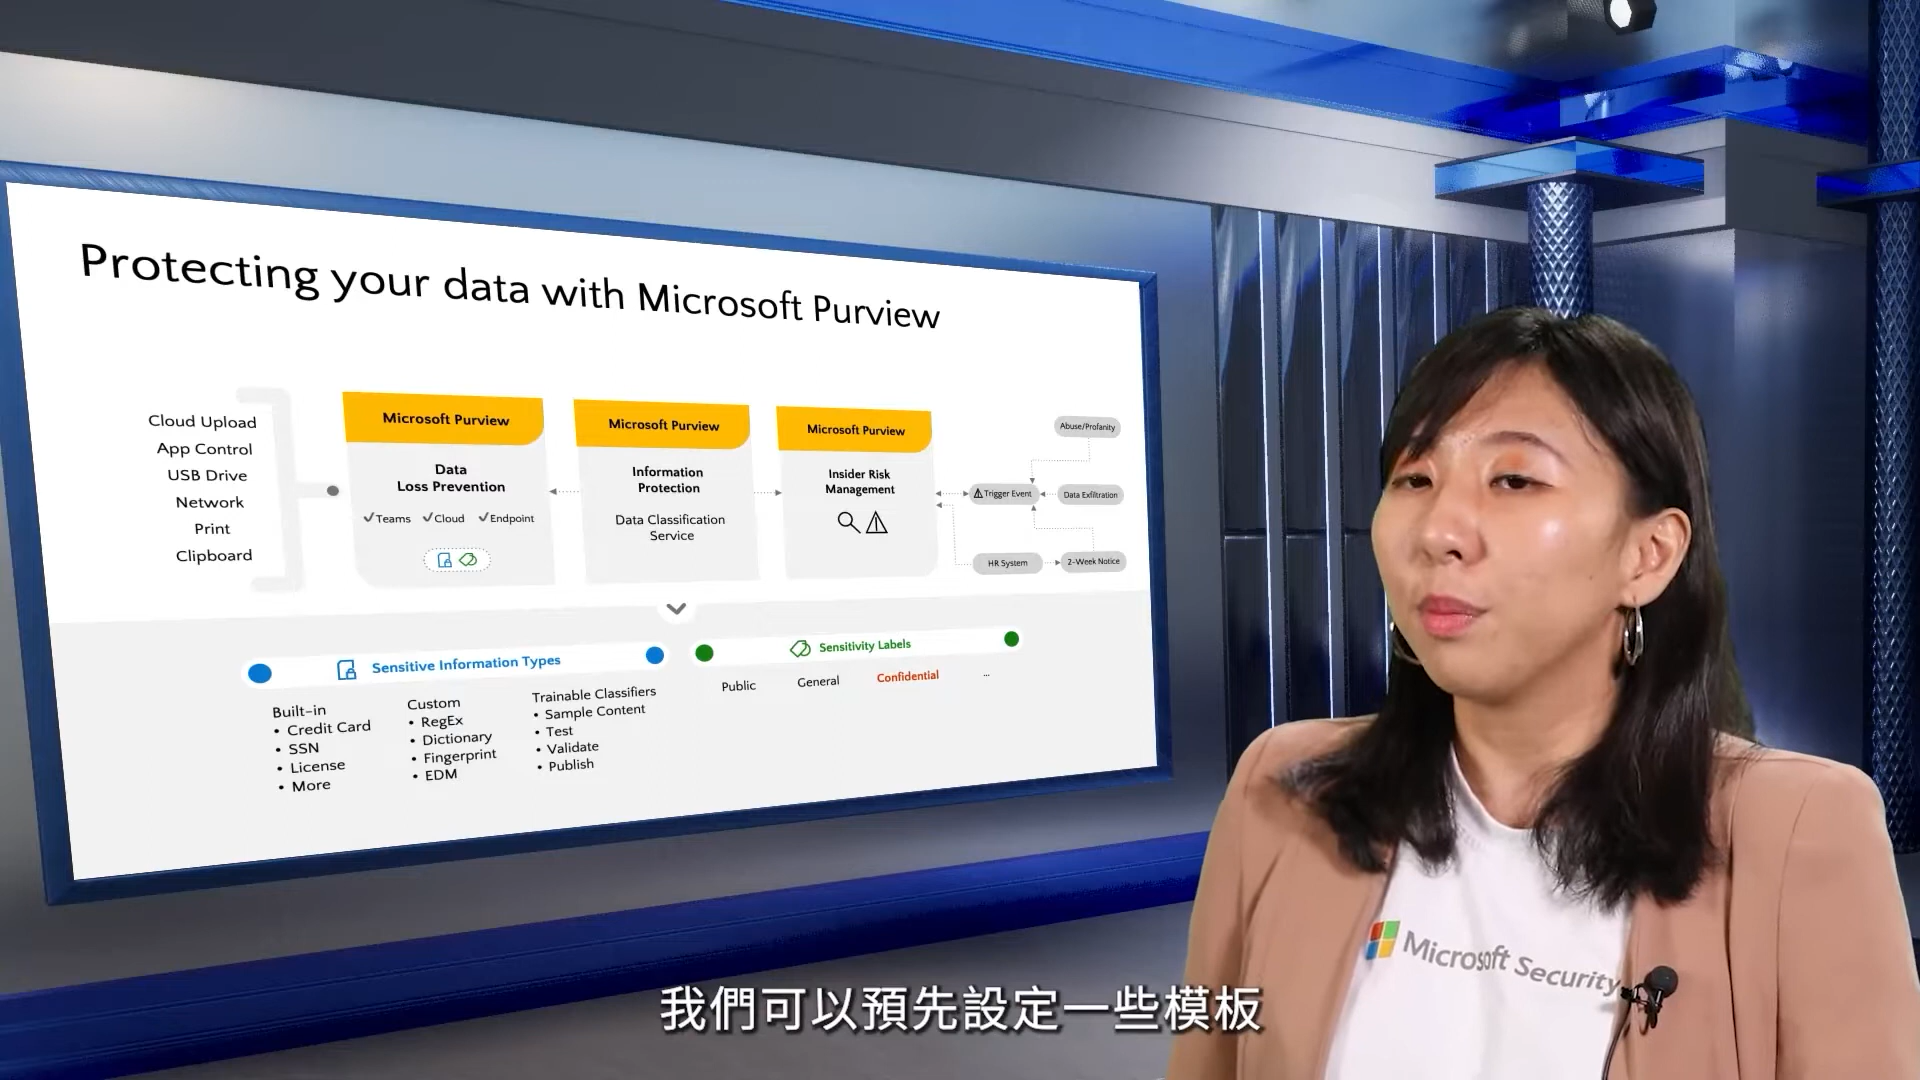 Protecting your data with Microsoft Purview
Cloud Upload
App Control
USB Drive
Network
Print
Clipboard
Microsoft Purview
Data
Loss Prevention
Teams Cloud Endpoint
Microsoft Purview
Information
Protection
Data Classification
Service
Microsoft Purview
Insider Risk
Management
Abuse/Profanity
Trigger Event
Data Exfiltration
HR System
2-Week Notice
Sensitive Information Types
Built-in
• Credit Card
• SSN
• License
• More
Custom
• RegEx
• Dictionary
• Fingerprint
• EDM
Trainable Classifiers
• Sample Content
• Test
• Validate
• Publish
Sensitivity Labels
Public General Confidential ...
Microsoft Security
我們可以預先設定一些模板